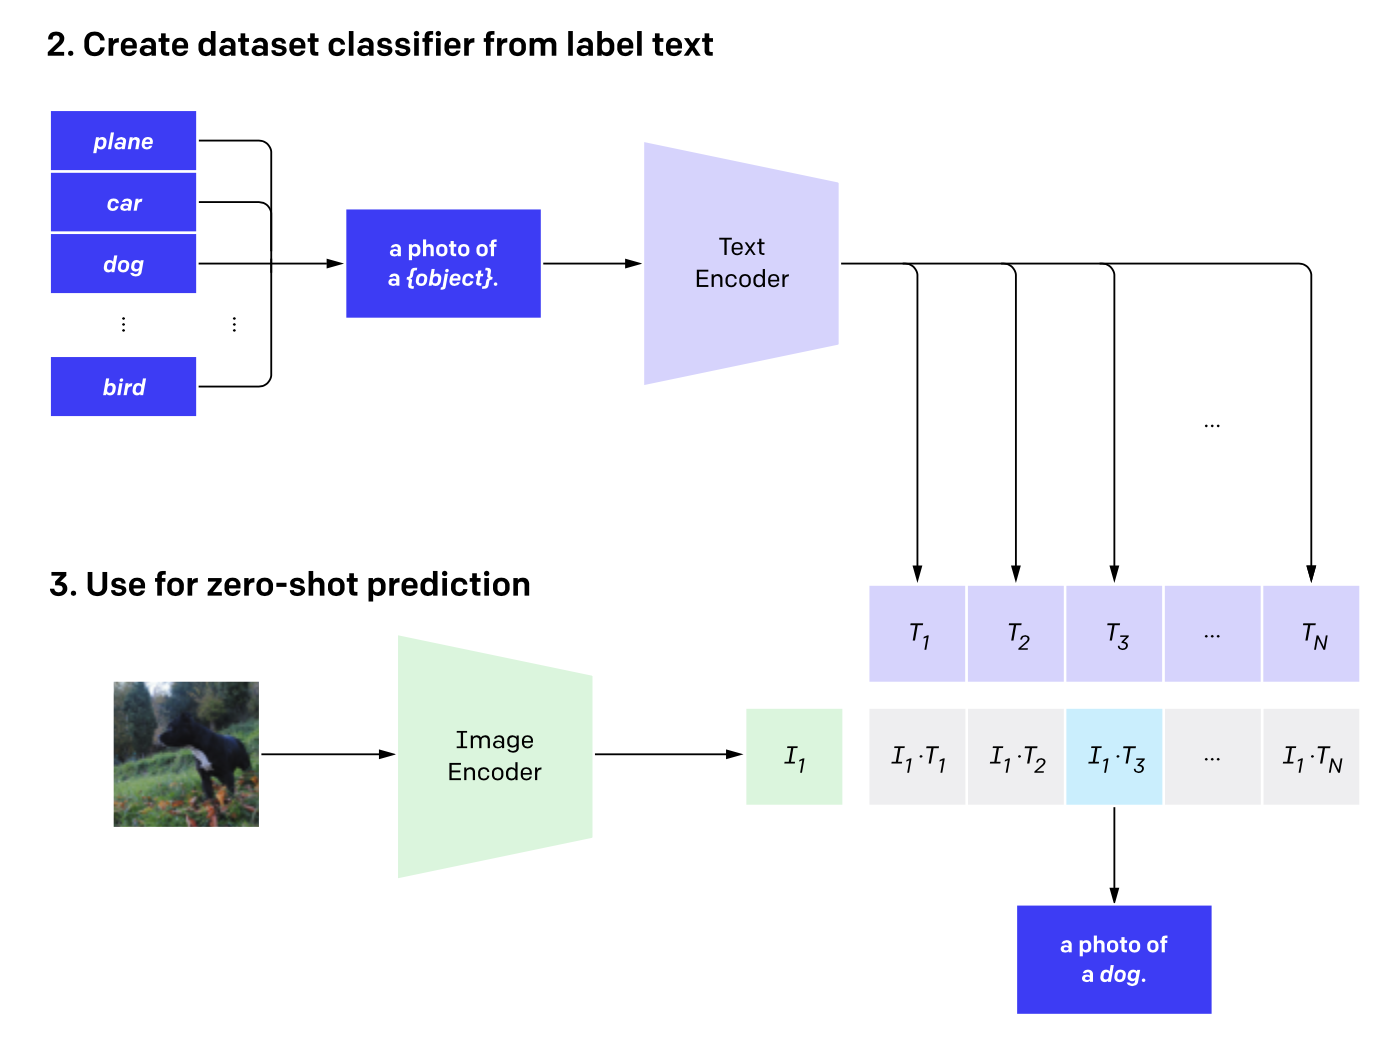 2. Create dataset classifier from label text
plane
car
dog
⋮ ⋮
bird
a photo of
a {object}.
Text
Encoder
...
3. Use for zero-shot prediction
Image
Encoder
T1 T2 T3 ... TN
I1
I1·T1 I1·T2 I1·T3 ... I1·TN
a photo of
a dog.